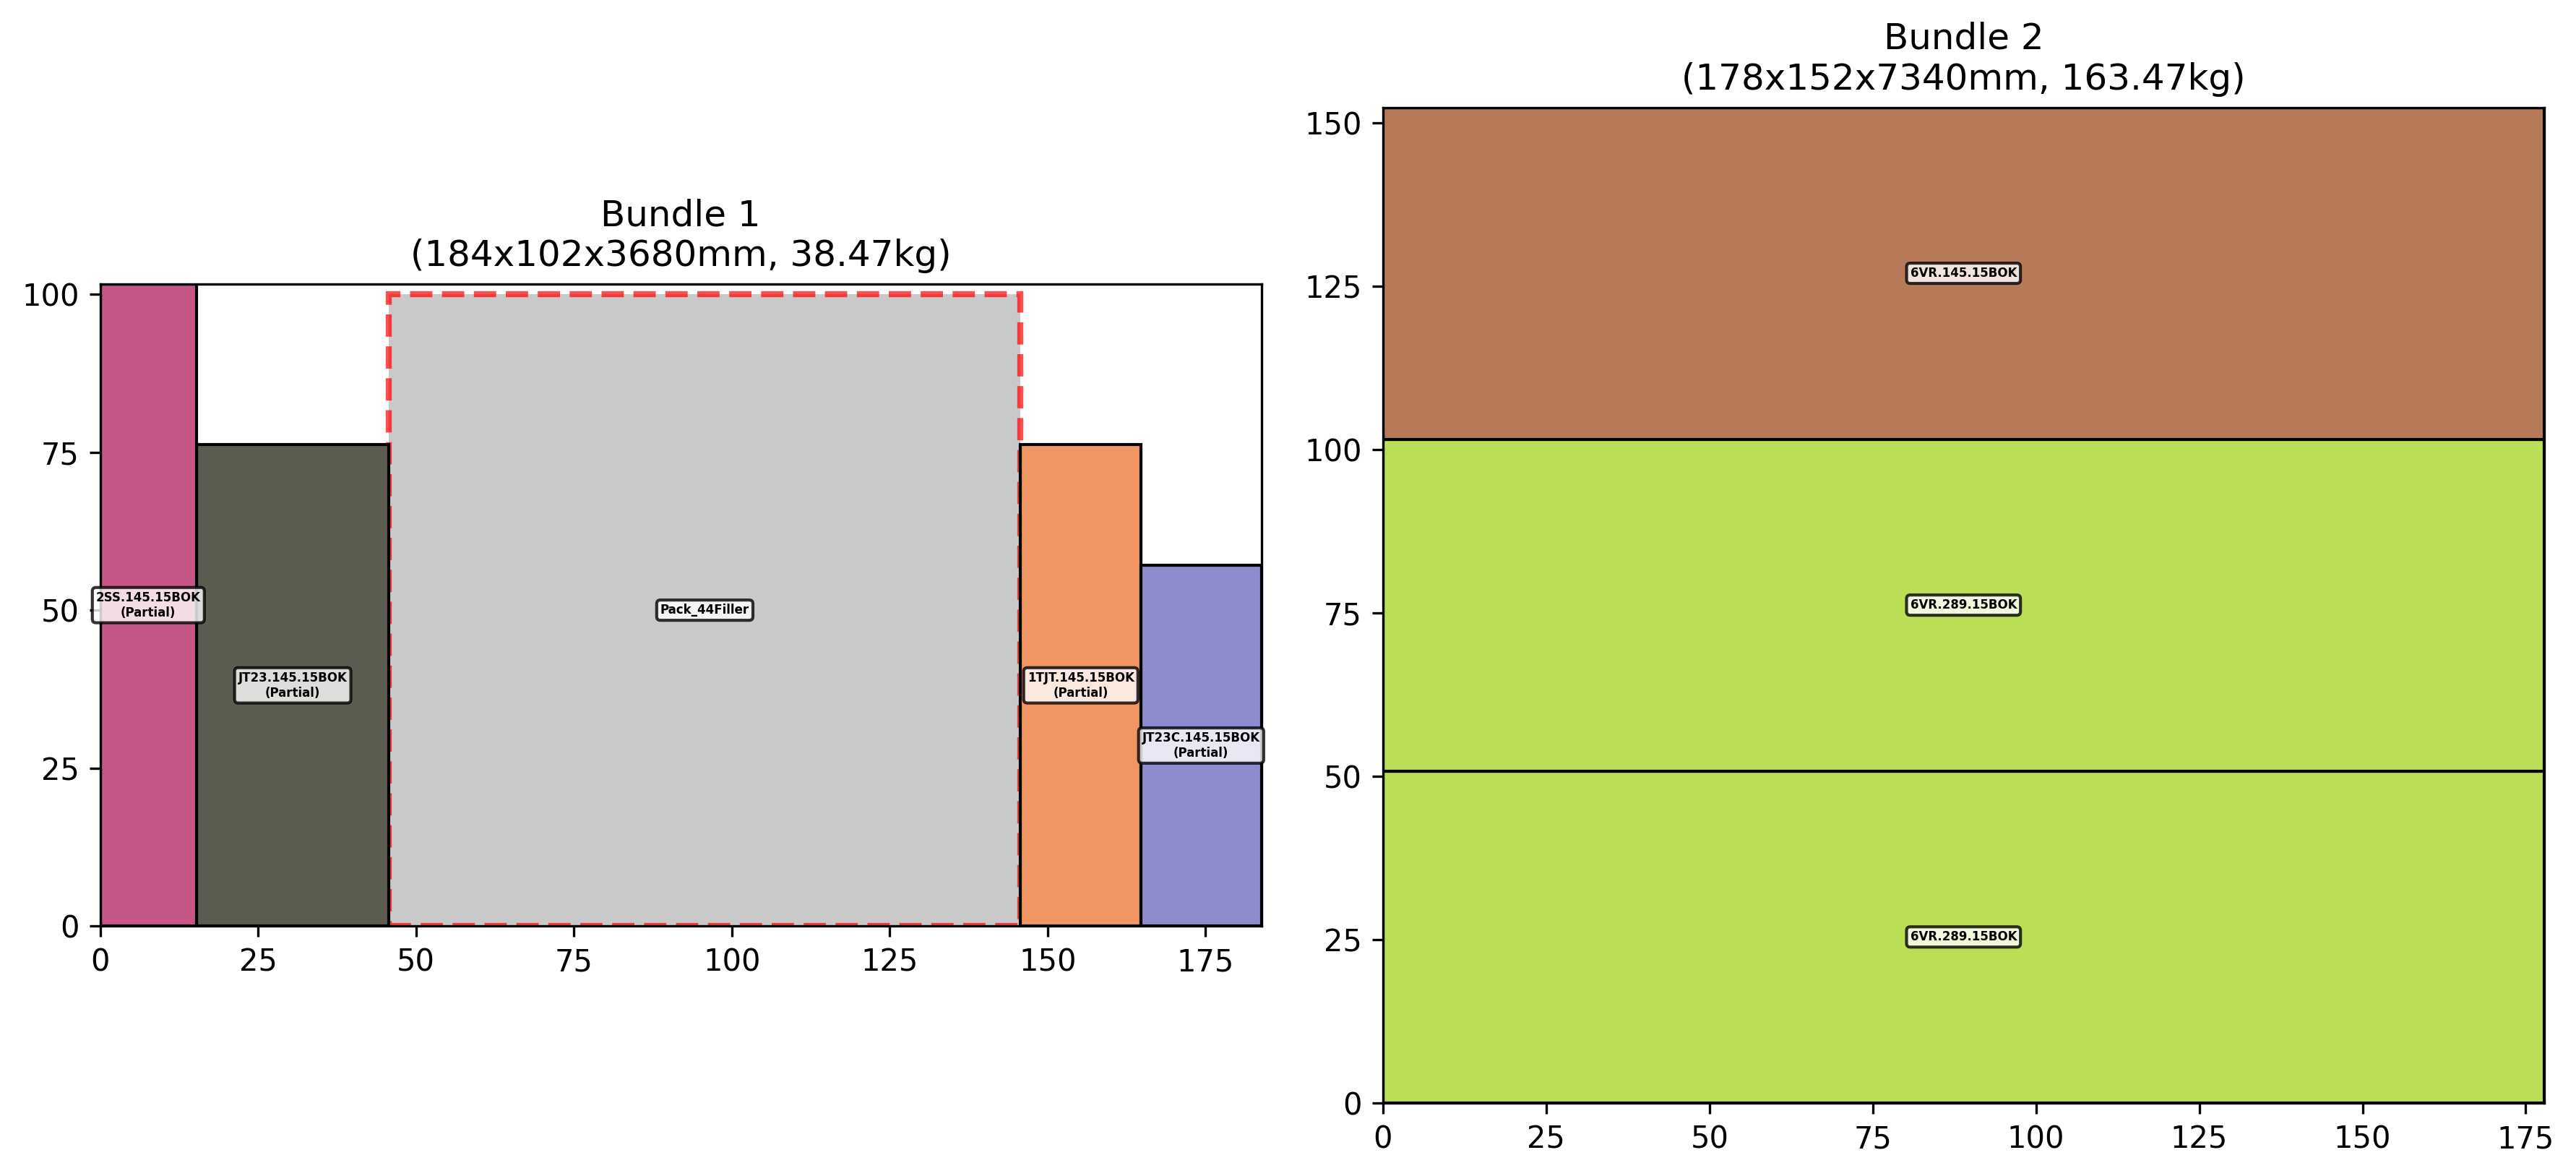 Bundle 1
(184x102x3680mm, 38.47kg)
100
75
50
25
0
0 25 50 75 100 125 150 175
2SS.145.15BOK
(Partial)
JT23.145.15BOK
(Partial)
Pack_44Filler
1TJT.145.15BOK
(Partial)
JT23C.145.15BOK
(Partial)
Bundle 2
(178x152x7340mm, 163.47kg)
150
125
100
75
50
25
0
0 25 50 75 100 125 150 175
6VR.145.15BOK
6VR.289.15BOK
6VR.289.15BOK